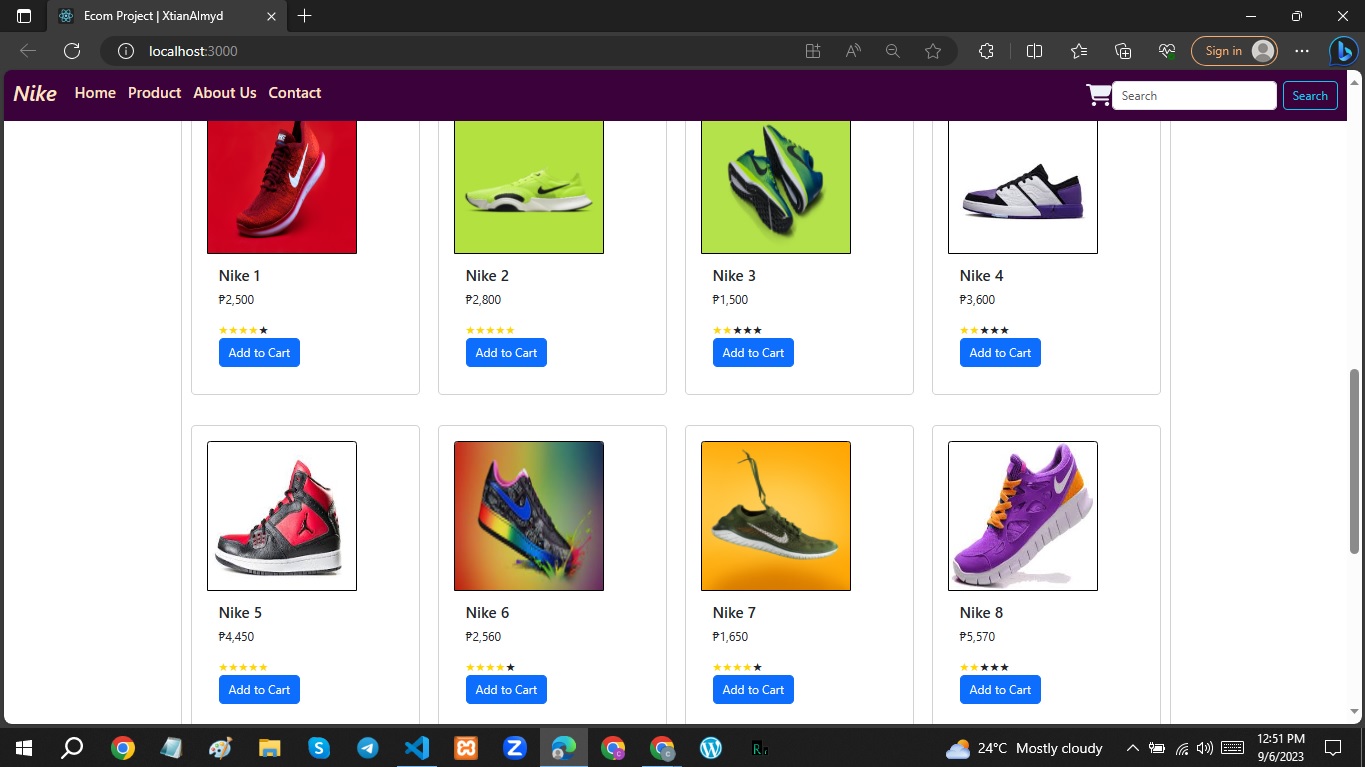 Ecom Project | XtianAlmyd
localhost:3000
Sign in
Nike Home Product About Us Contact Search Search
Nike 1
₱2,500
★★★★★
Add to Cart
Nike 2
₱2,800
★★★★★
Add to Cart
Nike 3
₱1,500
★★★★★
Add to Cart
Nike 4
₱3,600
★★★★★
Add to Cart
Nike 5
₱4,450
★★★★★
Add to Cart
Nike 6
₱2,560
★★★★★
Add to Cart
Nike 7
₱1,650
★★★★★
Add to Cart
Nike 8
₱5,570
★★★★★
Add to Cart
24°C Mostly cloudy
12:51 PM
9/6/2023